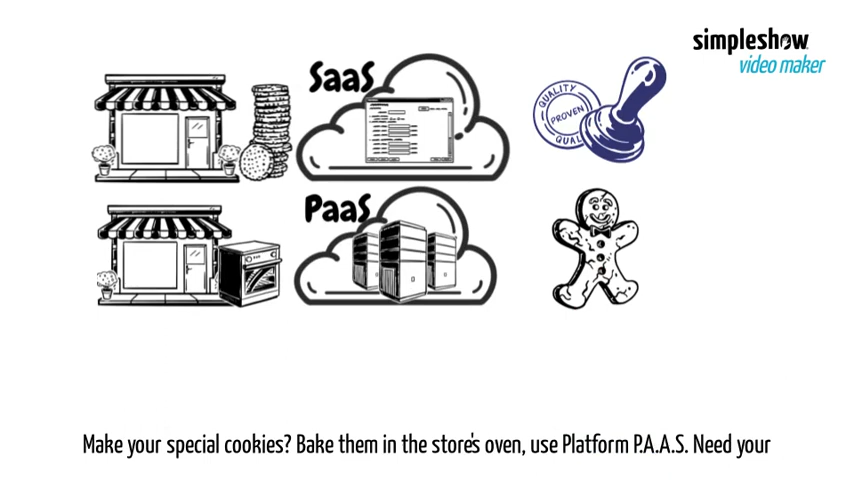 simpleshow
video maker
SaaS
QUALITY
PROVEN
QUAL
PaaS
Make your special cookies? Bake them in the store's oven, use Platform P.A.A.S. Need your